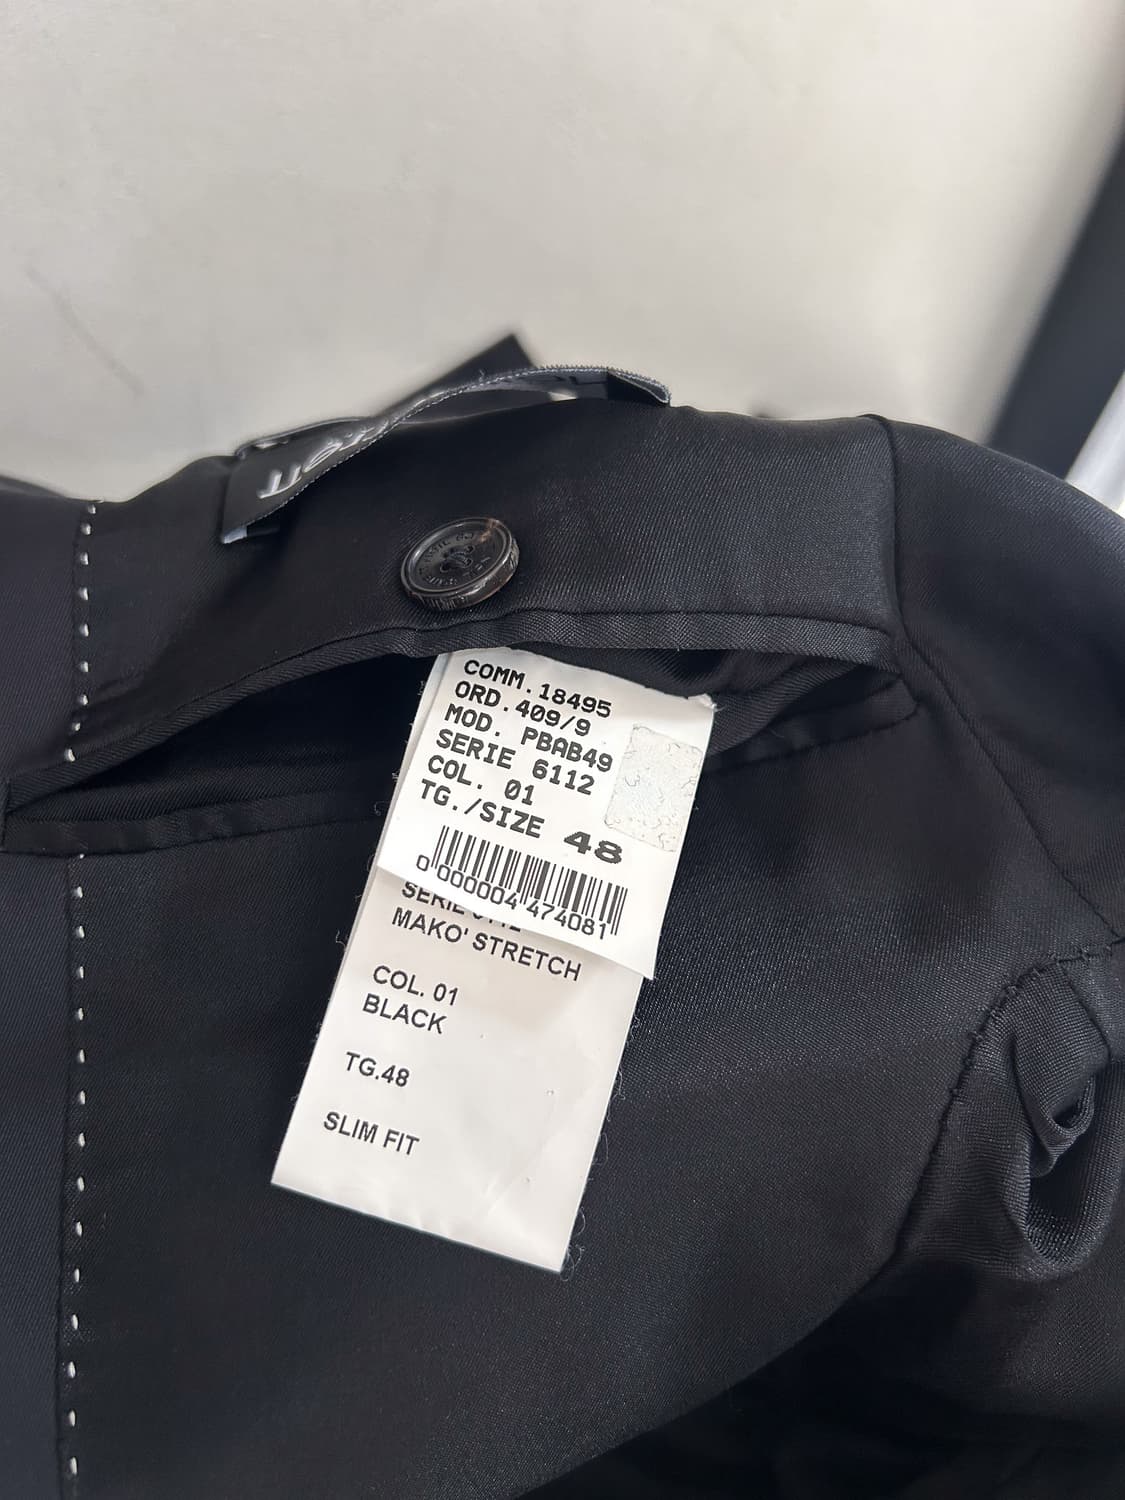 COMM.18495
ORD.409/9
MOD. PBAB49
SERIE 6112
COL. 01
TG./SIZE 48
0 000004 474081
SERIE
MAKO' STRETCH
COL. 01
BLACK
TG.48
SLIM FIT